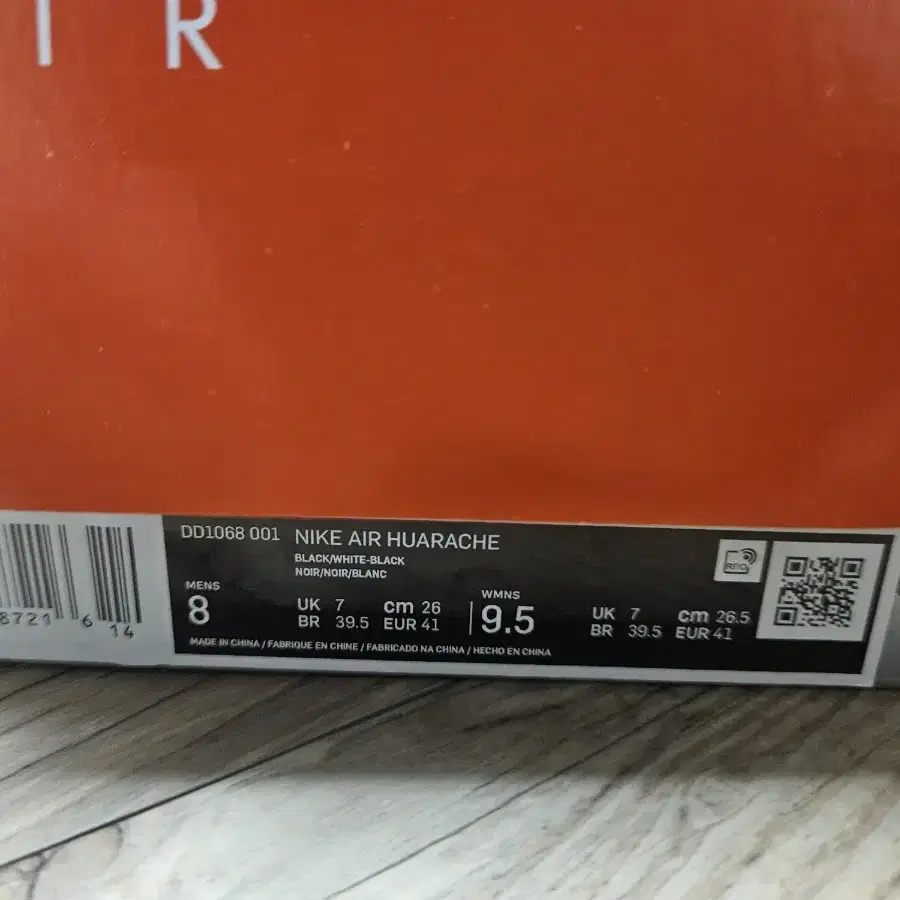 I R
DD1068 001 NIKE AIR HUARACHE
BLACK/WHITE-BLACK
NOIR/NOIR/BLANC
MENS
8
UK 7 cm 26
BR 39.5 EUR 41
WMNS
9.5
UK 7 cm 26.5
BR 39.5 EUR 41
MADE IN CHINA / FABRIQUE EN CHINE / FABRICADO NA CHINA / HECHO EN CHINA
8721 6 14